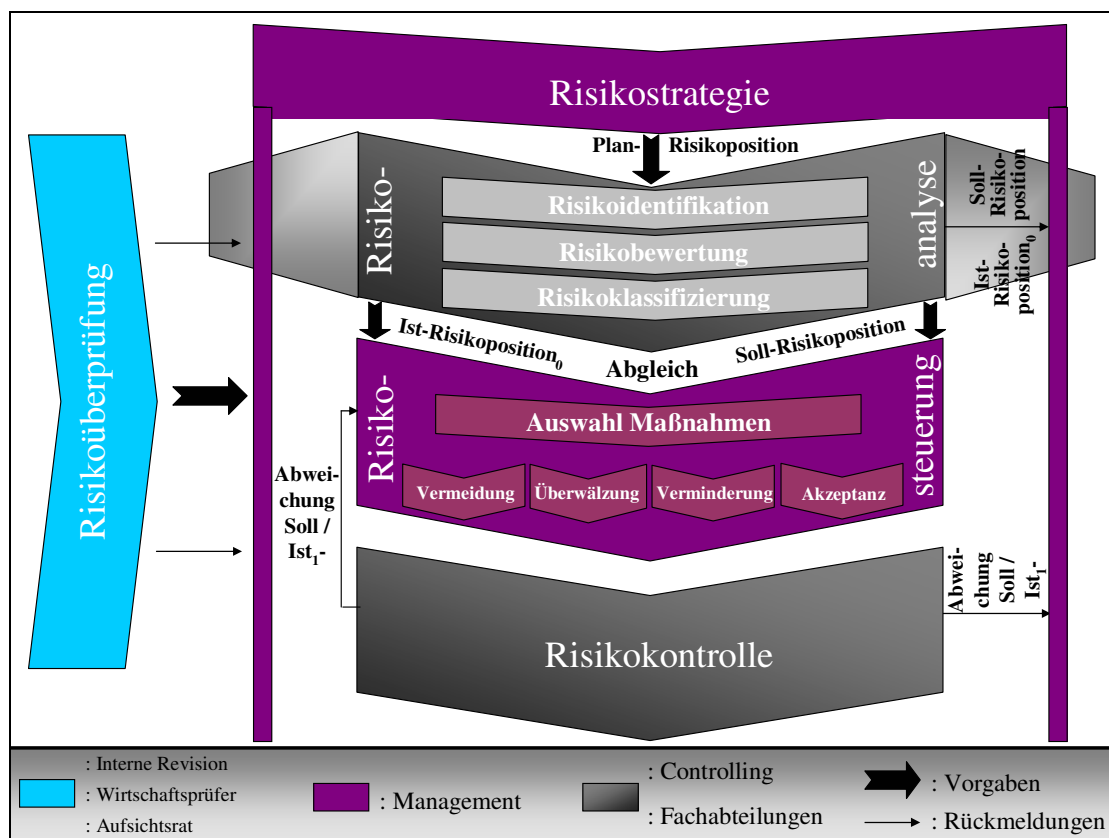 Risikostrategie
Plan- Risikoposition
Risiko-
analyse
Risikoidentifikation
Risikobewertung
Risikoklassifizierung
Soll-
Risiko-
position
Ist-
Risiko-
position0
Risikoüberprüfung
Ist-Risikoposition0
Abgleich
Soll-Risikoposition
Risiko-
steuerung
Auswahl Maßnahmen
Vermeidung
Überwälzung
Verminderung
Akzeptanz
Abwei-
chung
Soll /
Ist1-
Abwei-
chung
Soll /
Ist1-
Risikokontrolle
: Interne Revision
: Wirtschaftsprüfer
: Aufsichtsrat
: Management
: Controlling
: Fachabteilungen
: Vorgaben
: Rückmeldungen